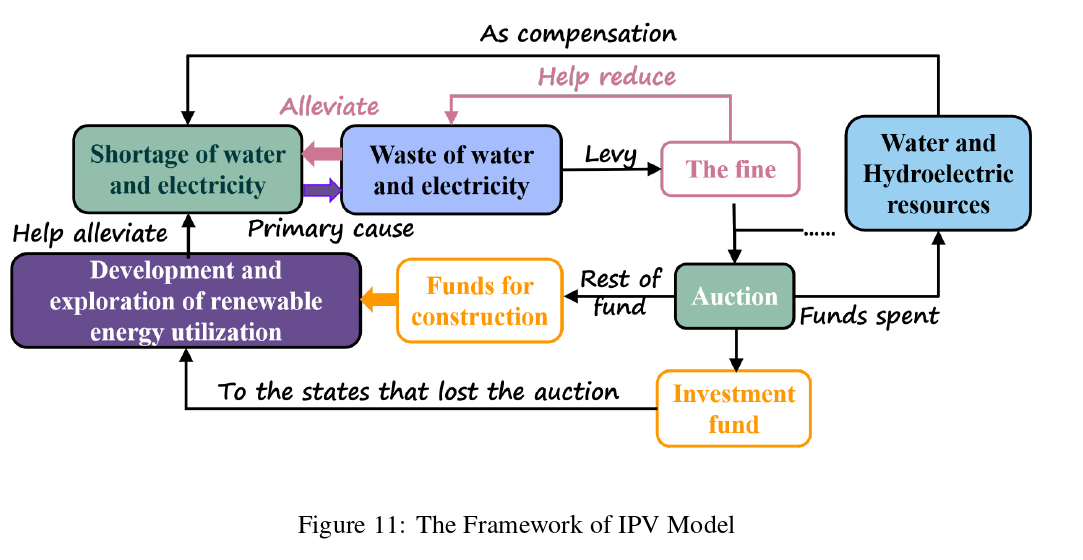 As compensation
Help reduce
Alleviate
Shortage of water
and electricity
Waste of water
and electricity
Levy
The fine
Water and
Hydroelectric
resources
Primary cause
......
Help alleviate
Development and
exploration of renewable
energy utilization
Funds for
construction
Rest of
fund
Auction
Funds spent
To the states that lost the auction
Investment
fund
Figure 11: The Framework of IPV Model